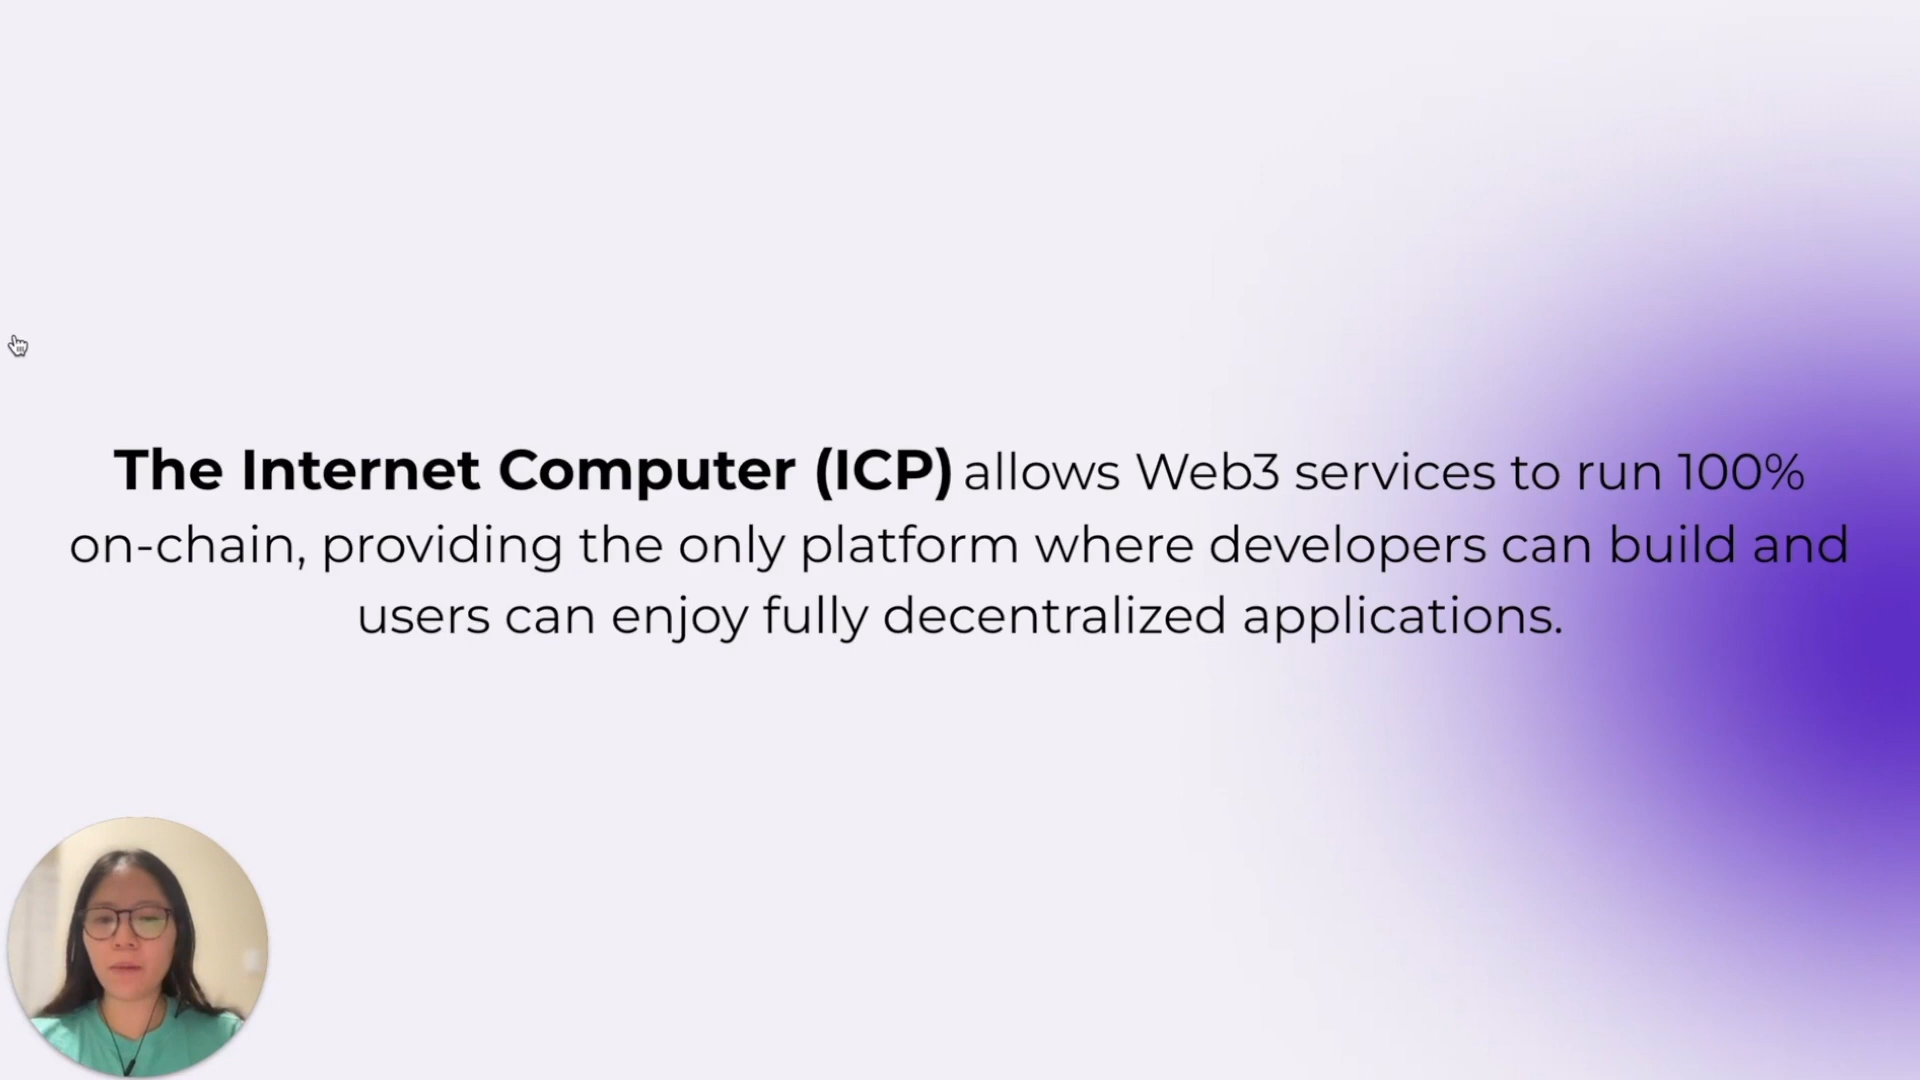 The Internet Computer (ICP) allows Web3 services to run 100%
on-chain, providing the only platform where developers can build and
users can enjoy fully decentralized applications.